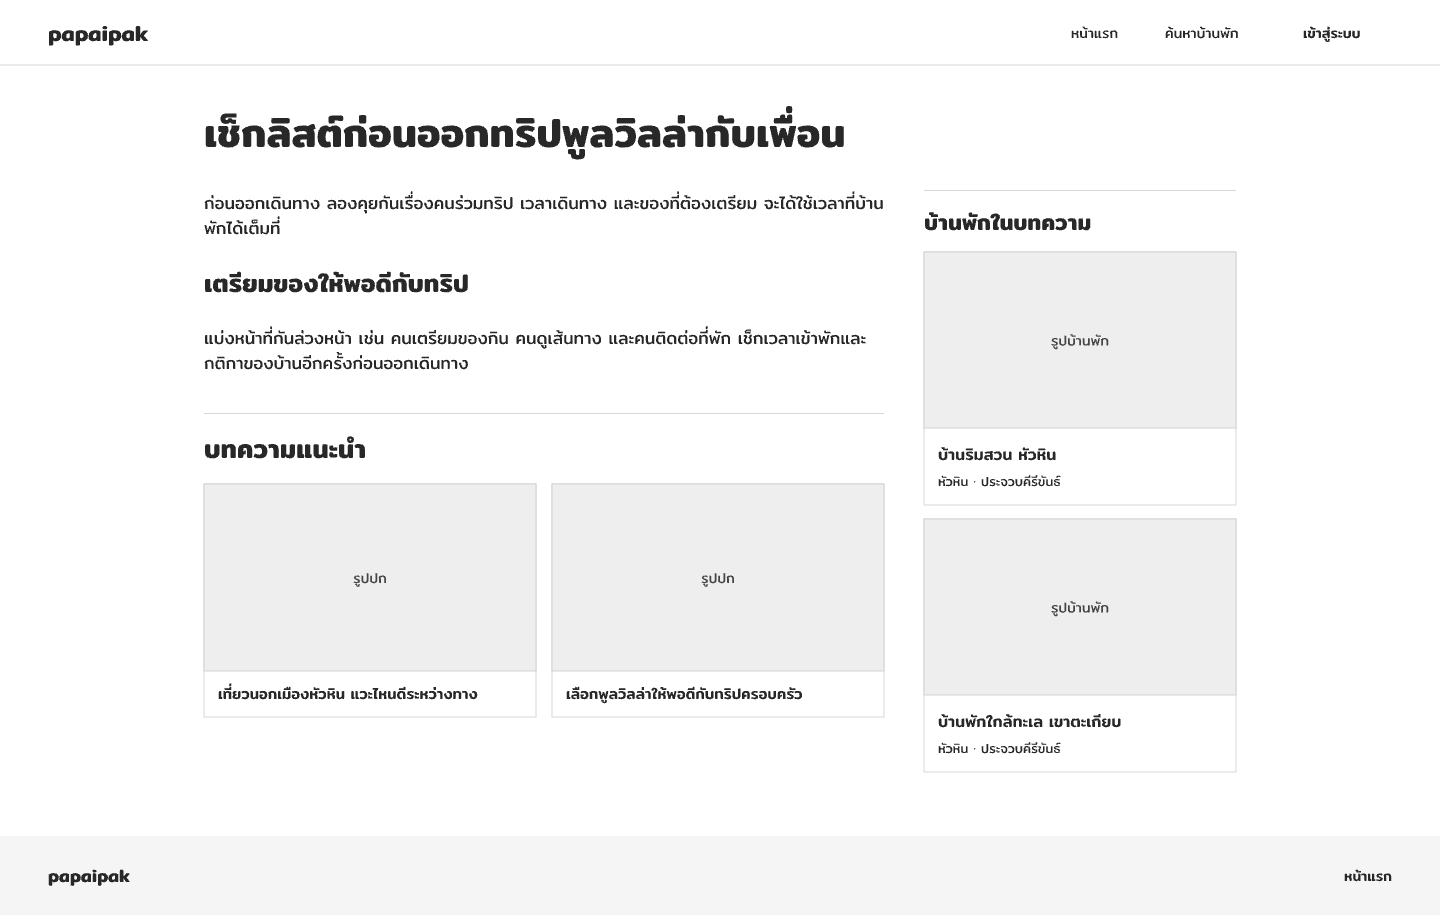 papaipak
หน้าแรก
ค้นหาบ้านพัก
เข้าสู่ระบบ
เช็กลิสต์ก่อนออกทริปพูลวิลล่ากับเพื่อน
ก่อนออกเดินทาง ลองคุยกันเรื่องคนร่วมทริป เวลาเดินทาง และของที่ต้องเตรียม จะได้ใช้เวลาที่บ้าน
พักได้เต็มที่
เตรียมของให้พอดีกับทริป
แบ่งหน้าที่กันล่วงหน้า เช่น คนเตรียมของกิน คนดูเส้นทาง และคนติดต่อที่พัก เช็กเวลาเข้าพักและ
กติกาของบ้านอีกครั้งก่อนออกเดินทาง
บทความแนะนำ
รูปปก
เที่ยวนอกเมืองหัวหิน แวะไหนดีระหว่างทาง
รูปปก
เลือกพูลวิลล่าให้พอดีกับทริปครอบครัว
บ้านพักในบทความ
รูปบ้านพัก
บ้านริมสวน หัวหิน
หัวหิน · ประจวบคีรีขันธ์
รูปบ้านพัก
บ้านพักใกล้ทะเล เขาตะเกียบ
หัวหิน · ประจวบคีรีขันธ์
papaipak
หน้าแรก